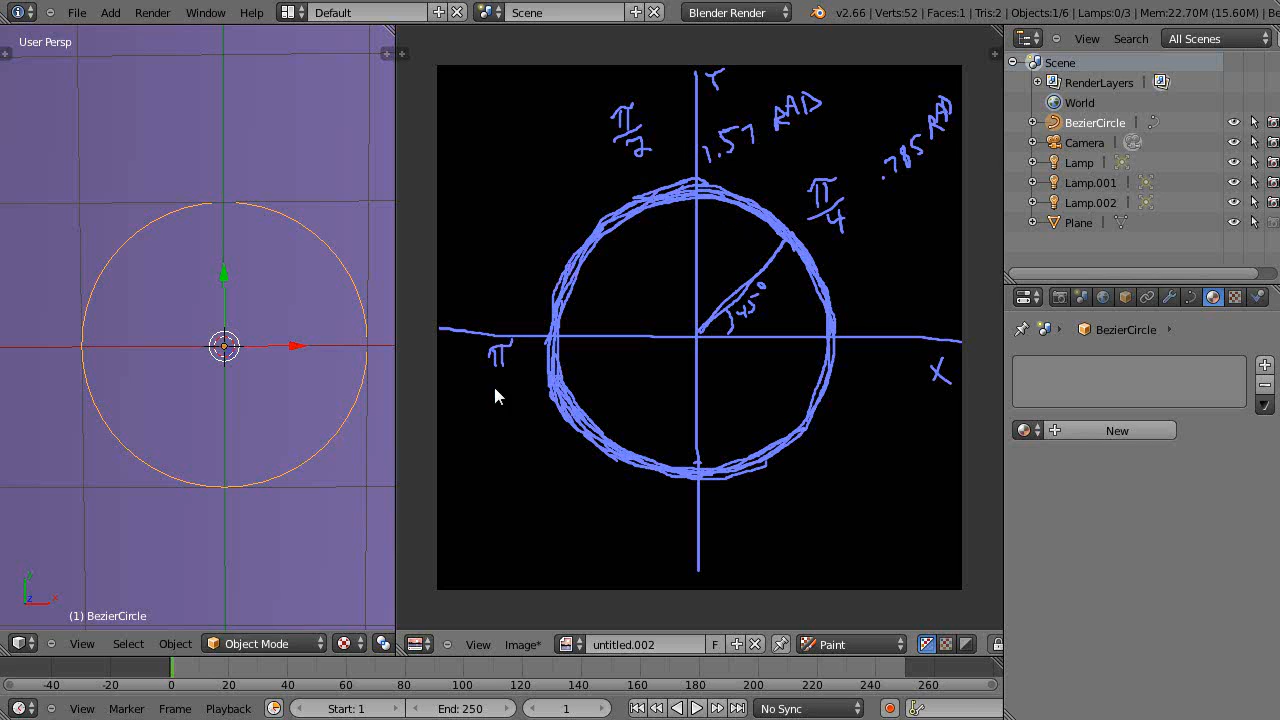 File Add Render Window Help Default Scene Blender Render v2.66 | Verts:52 | Faces:1 | Tris:2 | Objects:1/6 | Lamps:0/3 | Mem:22.70M (15.60M) | Be
User Persp
(1) BezierCircle
z y x
View Select Object Object Mode
Y
π/2
1.57 RAD
.785 RAD
π/4
45°
π
X
View Image* untitled.002 F Paint
View Search All Scenes
Scene
RenderLayers
World
BezierCircle
Camera
Lamp
Lamp.001
Lamp.002
Plane
BezierCircle
New
-40 -20 0 20 40 60 80 100 120 140 160 180 200 220 240 260
View Marker Frame Playback Start: 1 End: 250 1 No Sync